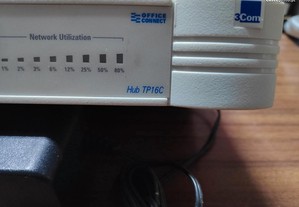 OFFICE
CONNECT
3Com
Network Utilization
1% 2% 3% 6% 12% 25% 50% 80%
Hub TP16C